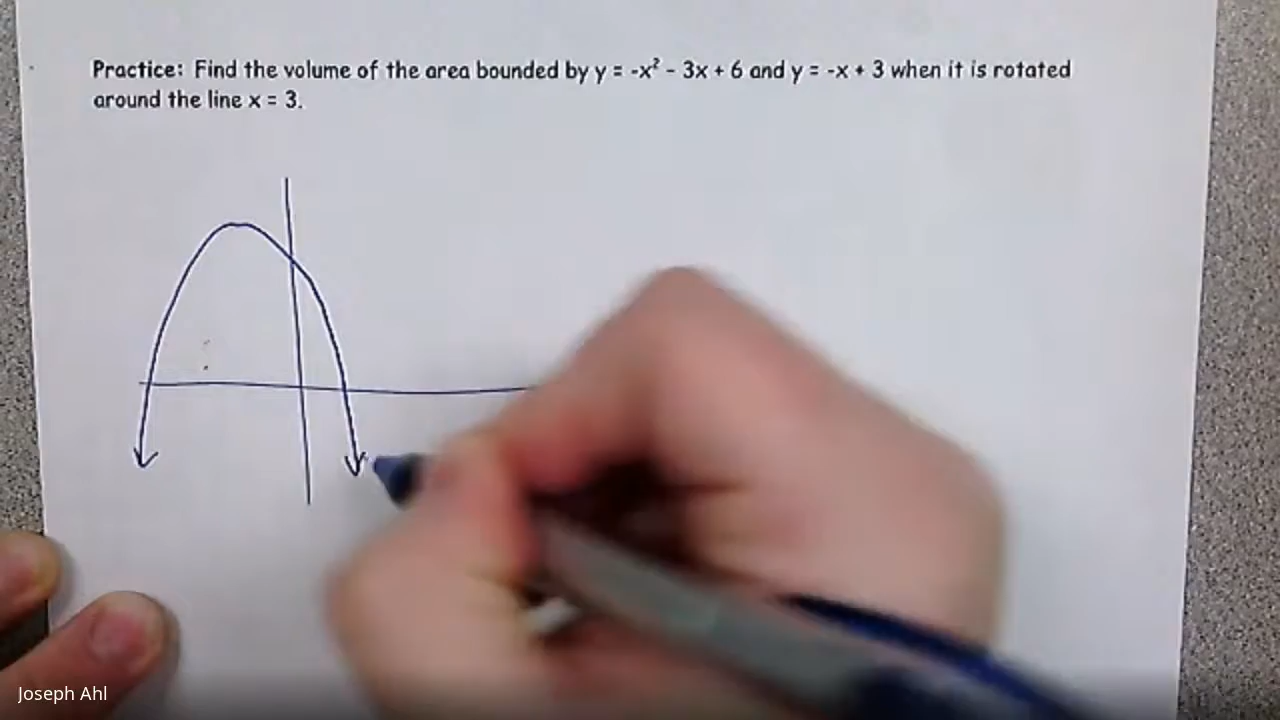 Practice: Find the volume of the area bounded by y = -x² - 3x + 6 and y = -x + 3 when it is rotated
around the line x = 3.
Joseph Ahl